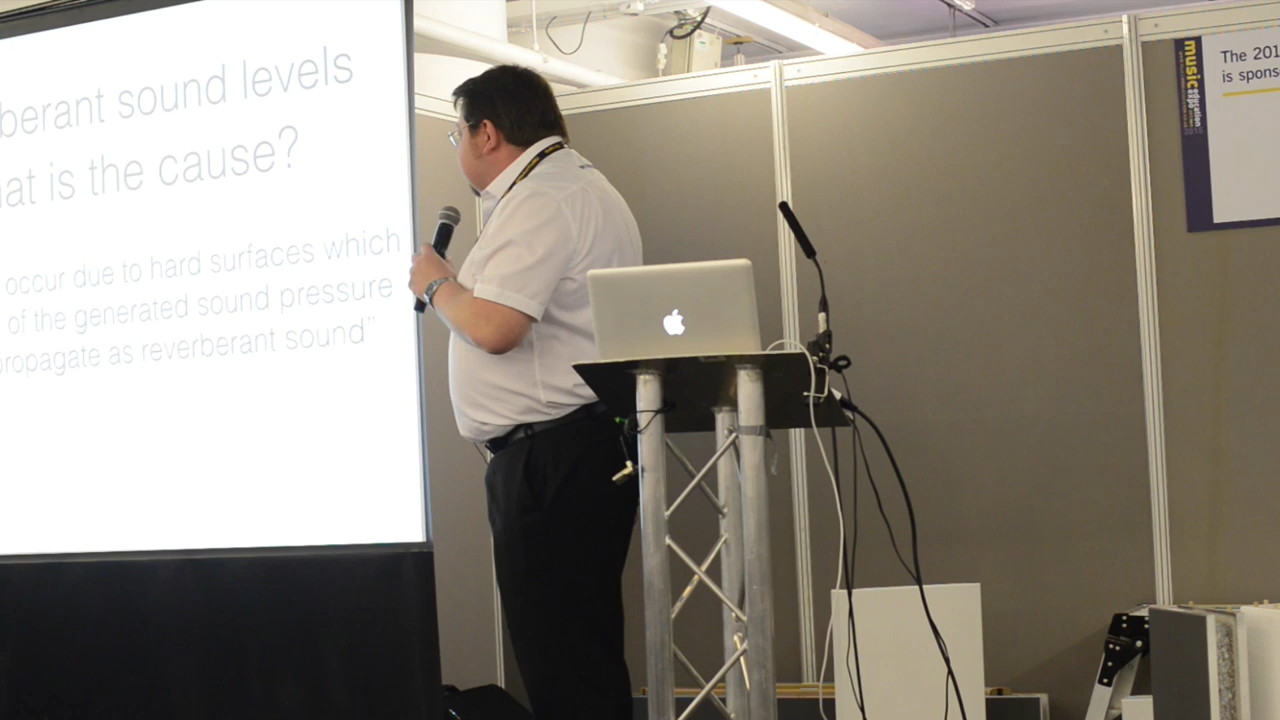 berant sound levels
at is the cause?
occur due to hard surfaces which
of the generated sound pressure
propagate as reverberant sound”
music
education
expo
The 201
is spons